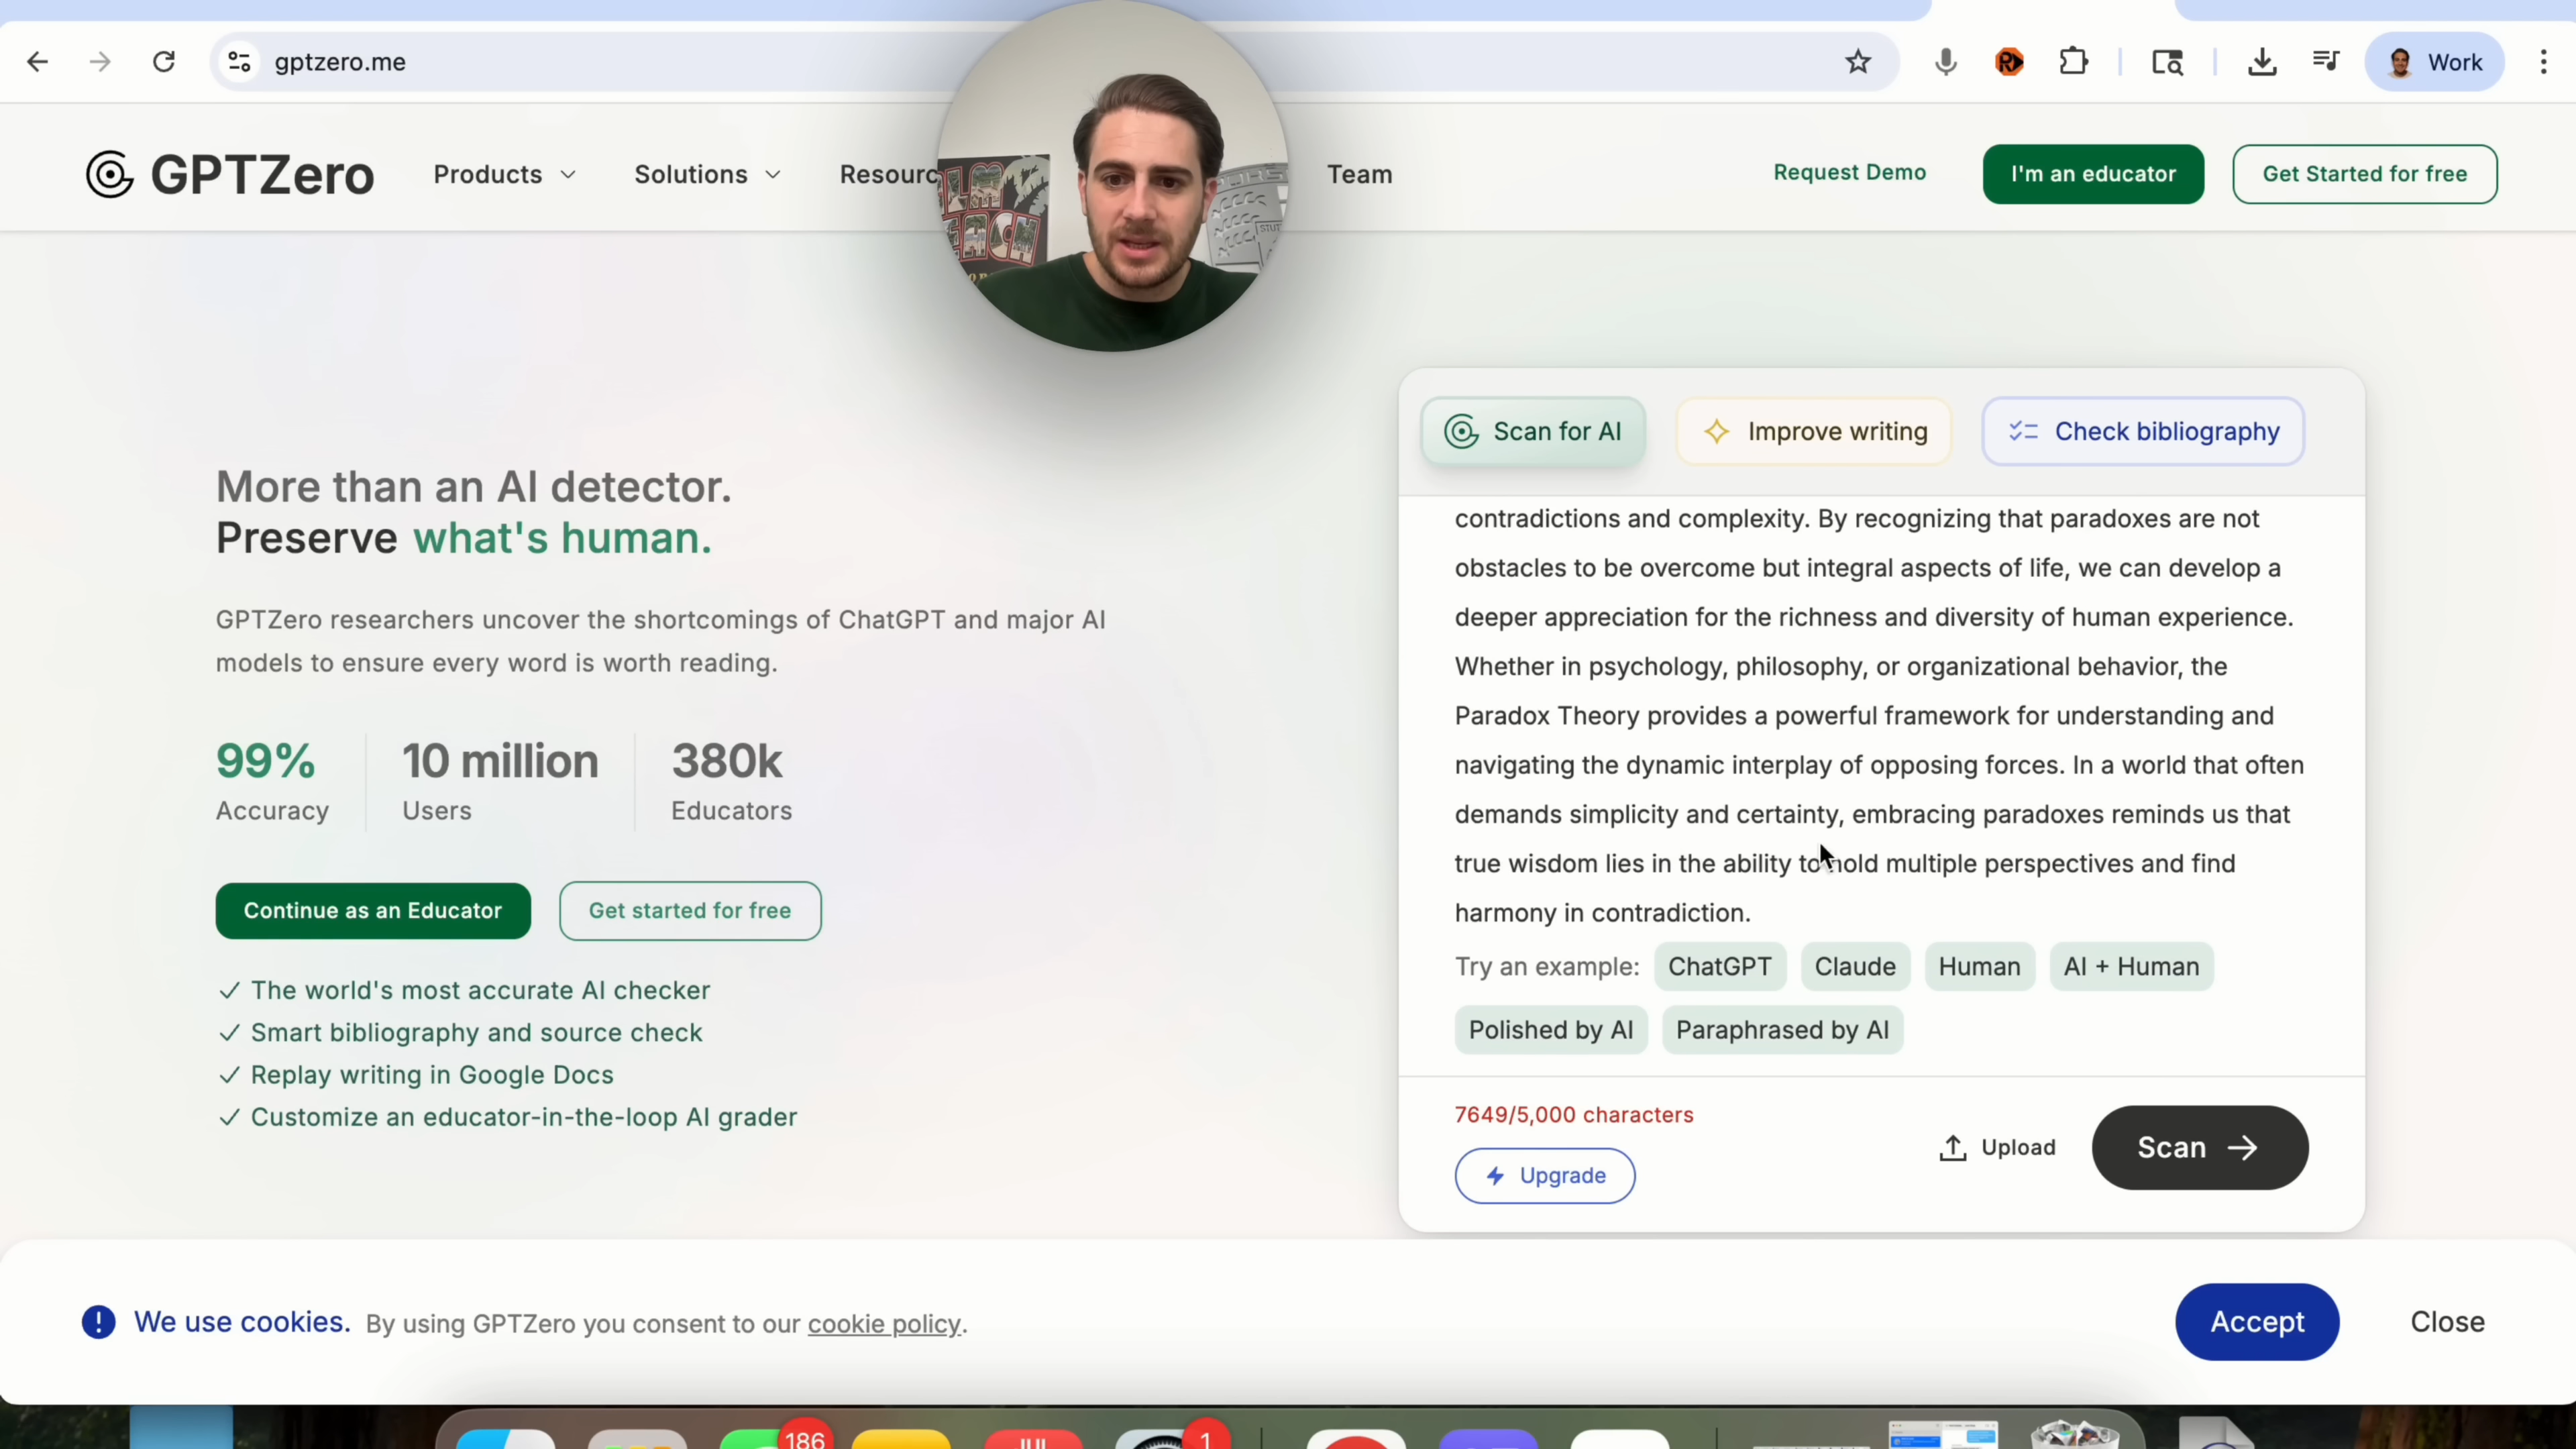 gptzero.me
Work
GPTZero
Products
Solutions
Resourc
Team
Request Demo
I'm an educator
Get Started for free
More than an AI detector.
Preserve what's human.
GPTZero researchers uncover the shortcomings of ChatGPT and major AI
models to ensure every word is worth reading.
99%
Accuracy
10 million
Users
380k
Educators
Continue as an Educator
Get started for free
The world's most accurate AI checker
Smart bibliography and source check
Replay writing in Google Docs
Customize an educator-in-the-loop AI grader
Scan for AI
Improve writing
Check bibliography
contradictions and complexity. By recognizing that paradoxes are not
obstacles to be overcome but integral aspects of life, we can develop a
deeper appreciation for the richness and diversity of human experience.
Whether in psychology, philosophy, or organizational behavior, the
Paradox Theory provides a powerful framework for understanding and
navigating the dynamic interplay of opposing forces. In a world that often
demands simplicity and certainty, embracing paradoxes reminds us that
true wisdom lies in the ability to hold multiple perspectives and find
harmony in contradiction.
Try an example: ChatGPT Claude Human AI + Human
Polished by AI Paraphrased by AI
7649/5,000 characters
Upgrade
Upload
Scan
We use cookies. By using GPTZero you consent to our cookie policy.
Accept
Close
186
1